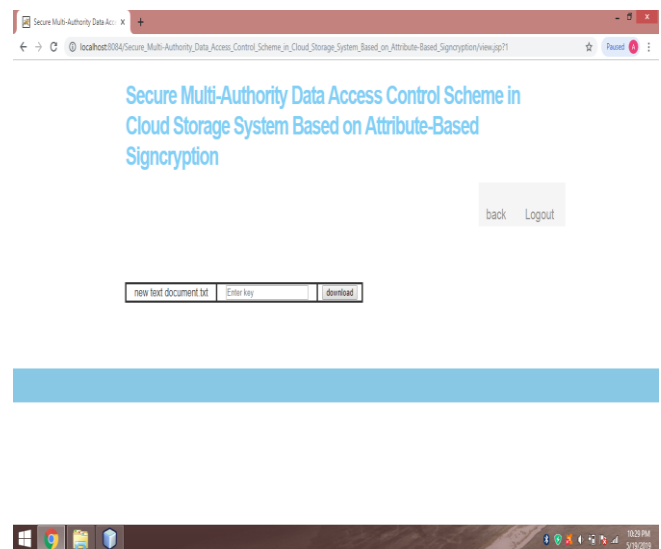 Secure Multi-Authority Data Acc X
localhost:8084/Secure_Multi-Authority_Data_Access_Control_Scheme_in_Cloud_Storage_System_Based_on_Attribute-Based_Signcryption/view.jsp?1 Paused A
Secure Multi-Authority Data Access Control Scheme in
Cloud Storage System Based on Attribute-Based
Signcryption
back Logout
new text document.txt Enter key download
10:29 PM
5/19/2019